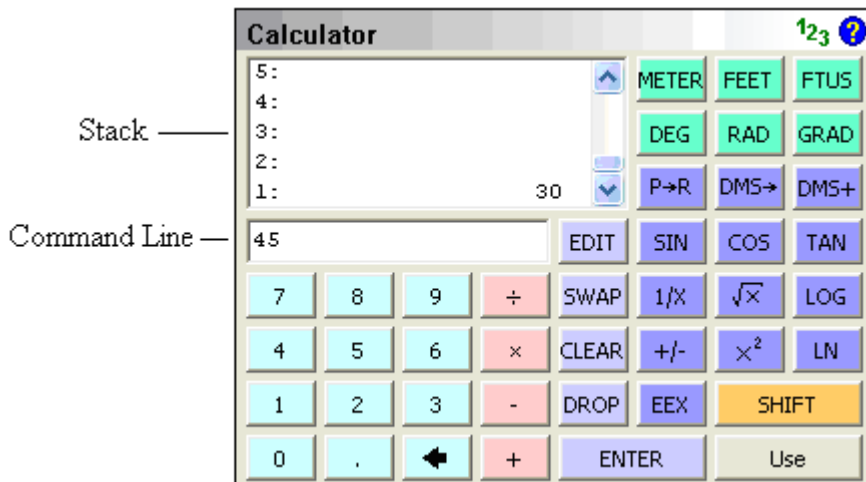 Calculator 123 ?
5:
4:
3:
2:
1: 30
METER FEET FTUS
DEG RAD GRAD
P→R DMS→ DMS+
Stack
Command Line
45 EDIT SIN COS TAN
7 8 9 ÷ SWAP 1/X √x LOG
4 5 6 × CLEAR +/- x² LN
1 2 3 - DROP EEX SHIFT
0 . 🡄 + ENTER Use